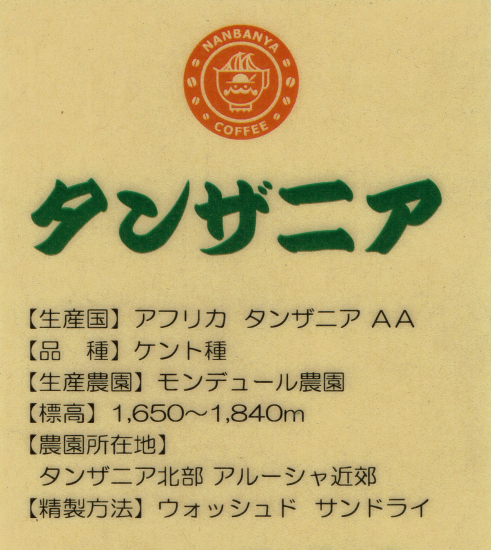 NANBANYA
COFFEE
タンザニア
【生産国】アフリカ タンザニア AA
【品　種】ケント種
【生産農園】モンデュール農園
【標高】1,650～1,840m
【農園所在地】
タンザニア北部 アルーシャ近郊
【精製方法】ウォッシュド サンドライ